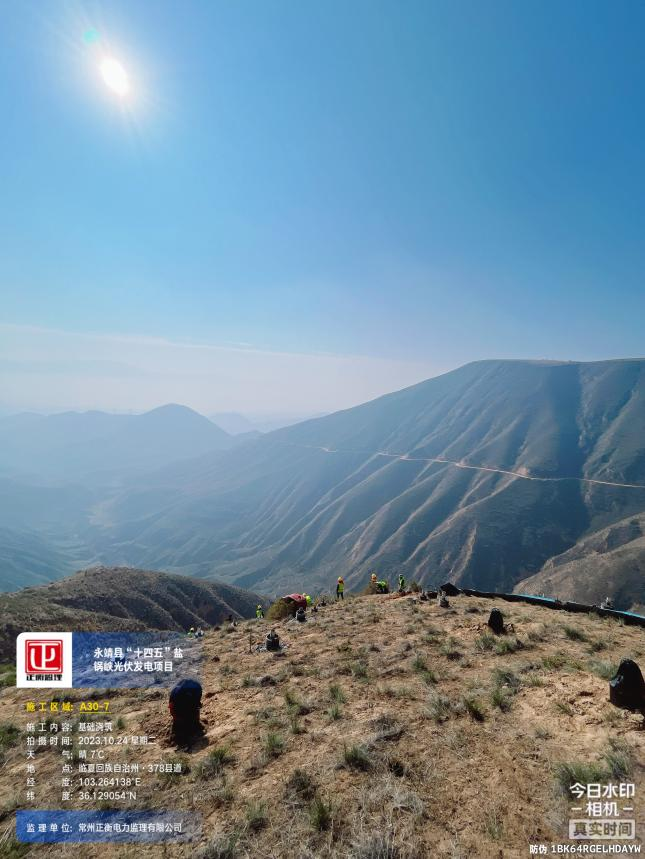 永靖县“十四五”盐
锅峡光伏发电项目
正衡监理
施工区域: A30-7
施工内容: 基础浇筑
拍摄时间: 2023.10.24 星期二
天气: 晴 7℃
地点: 临夏回族自治州·378县道
经度: 103.264138°E
纬度: 36.129054°N
监理单位: 常州正衡电力监理有限公司
今日水印
-相机-
真实时间
防伪 1BK64RGELHDAYW